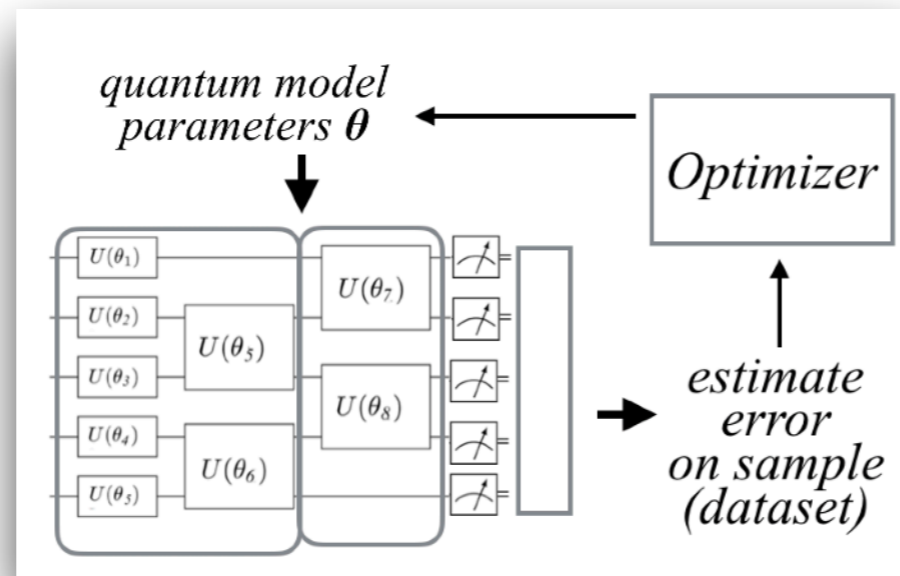 quantum model
parameters θ
Optimizer
U(θ₁)
U(θ₂)
U(θ₃)
U(θ₄)
U(θ₅)
U(θ₅)
U(θ₆)
U(θ₇)
U(θ₈)
estimate
error
on sample
(dataset)